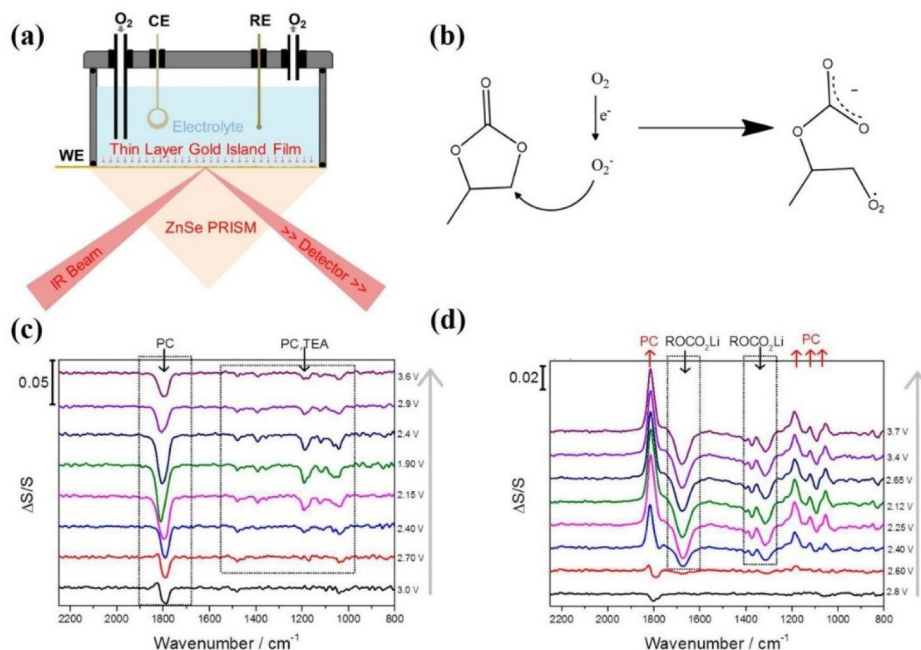 (a)
O₂
CE
RE
O₂
Electrolyte
WE
Thin Layer Gold Island Film
ZnSe PRISM
IR Beam
>> Detector >>
(b)
O
O
O
O₂
e⁻
O₂⁻
O
O
O
−
Ȯ₂
(c)
PC
PC,TEA
0.05
3.6 V
2.9 V
2.4 V
1.90 V
2.15 V
2.40 V
2.70 V
3.0 V
ΔS/S
2200 2000 1800 1600 1400 1200 1000 800
Wavenumber / cm⁻¹
(d)
PC ROCO₂Li ROCO₂Li PC
0.02
3.7 V
3.4 V
2.65 V
2.12 V
2.25 V
2.40 V
2.60 V
2.8 V
ΔS/S
2200 2000 1800 1600 1400 1200 1000 800
Wavenumber / cm⁻¹